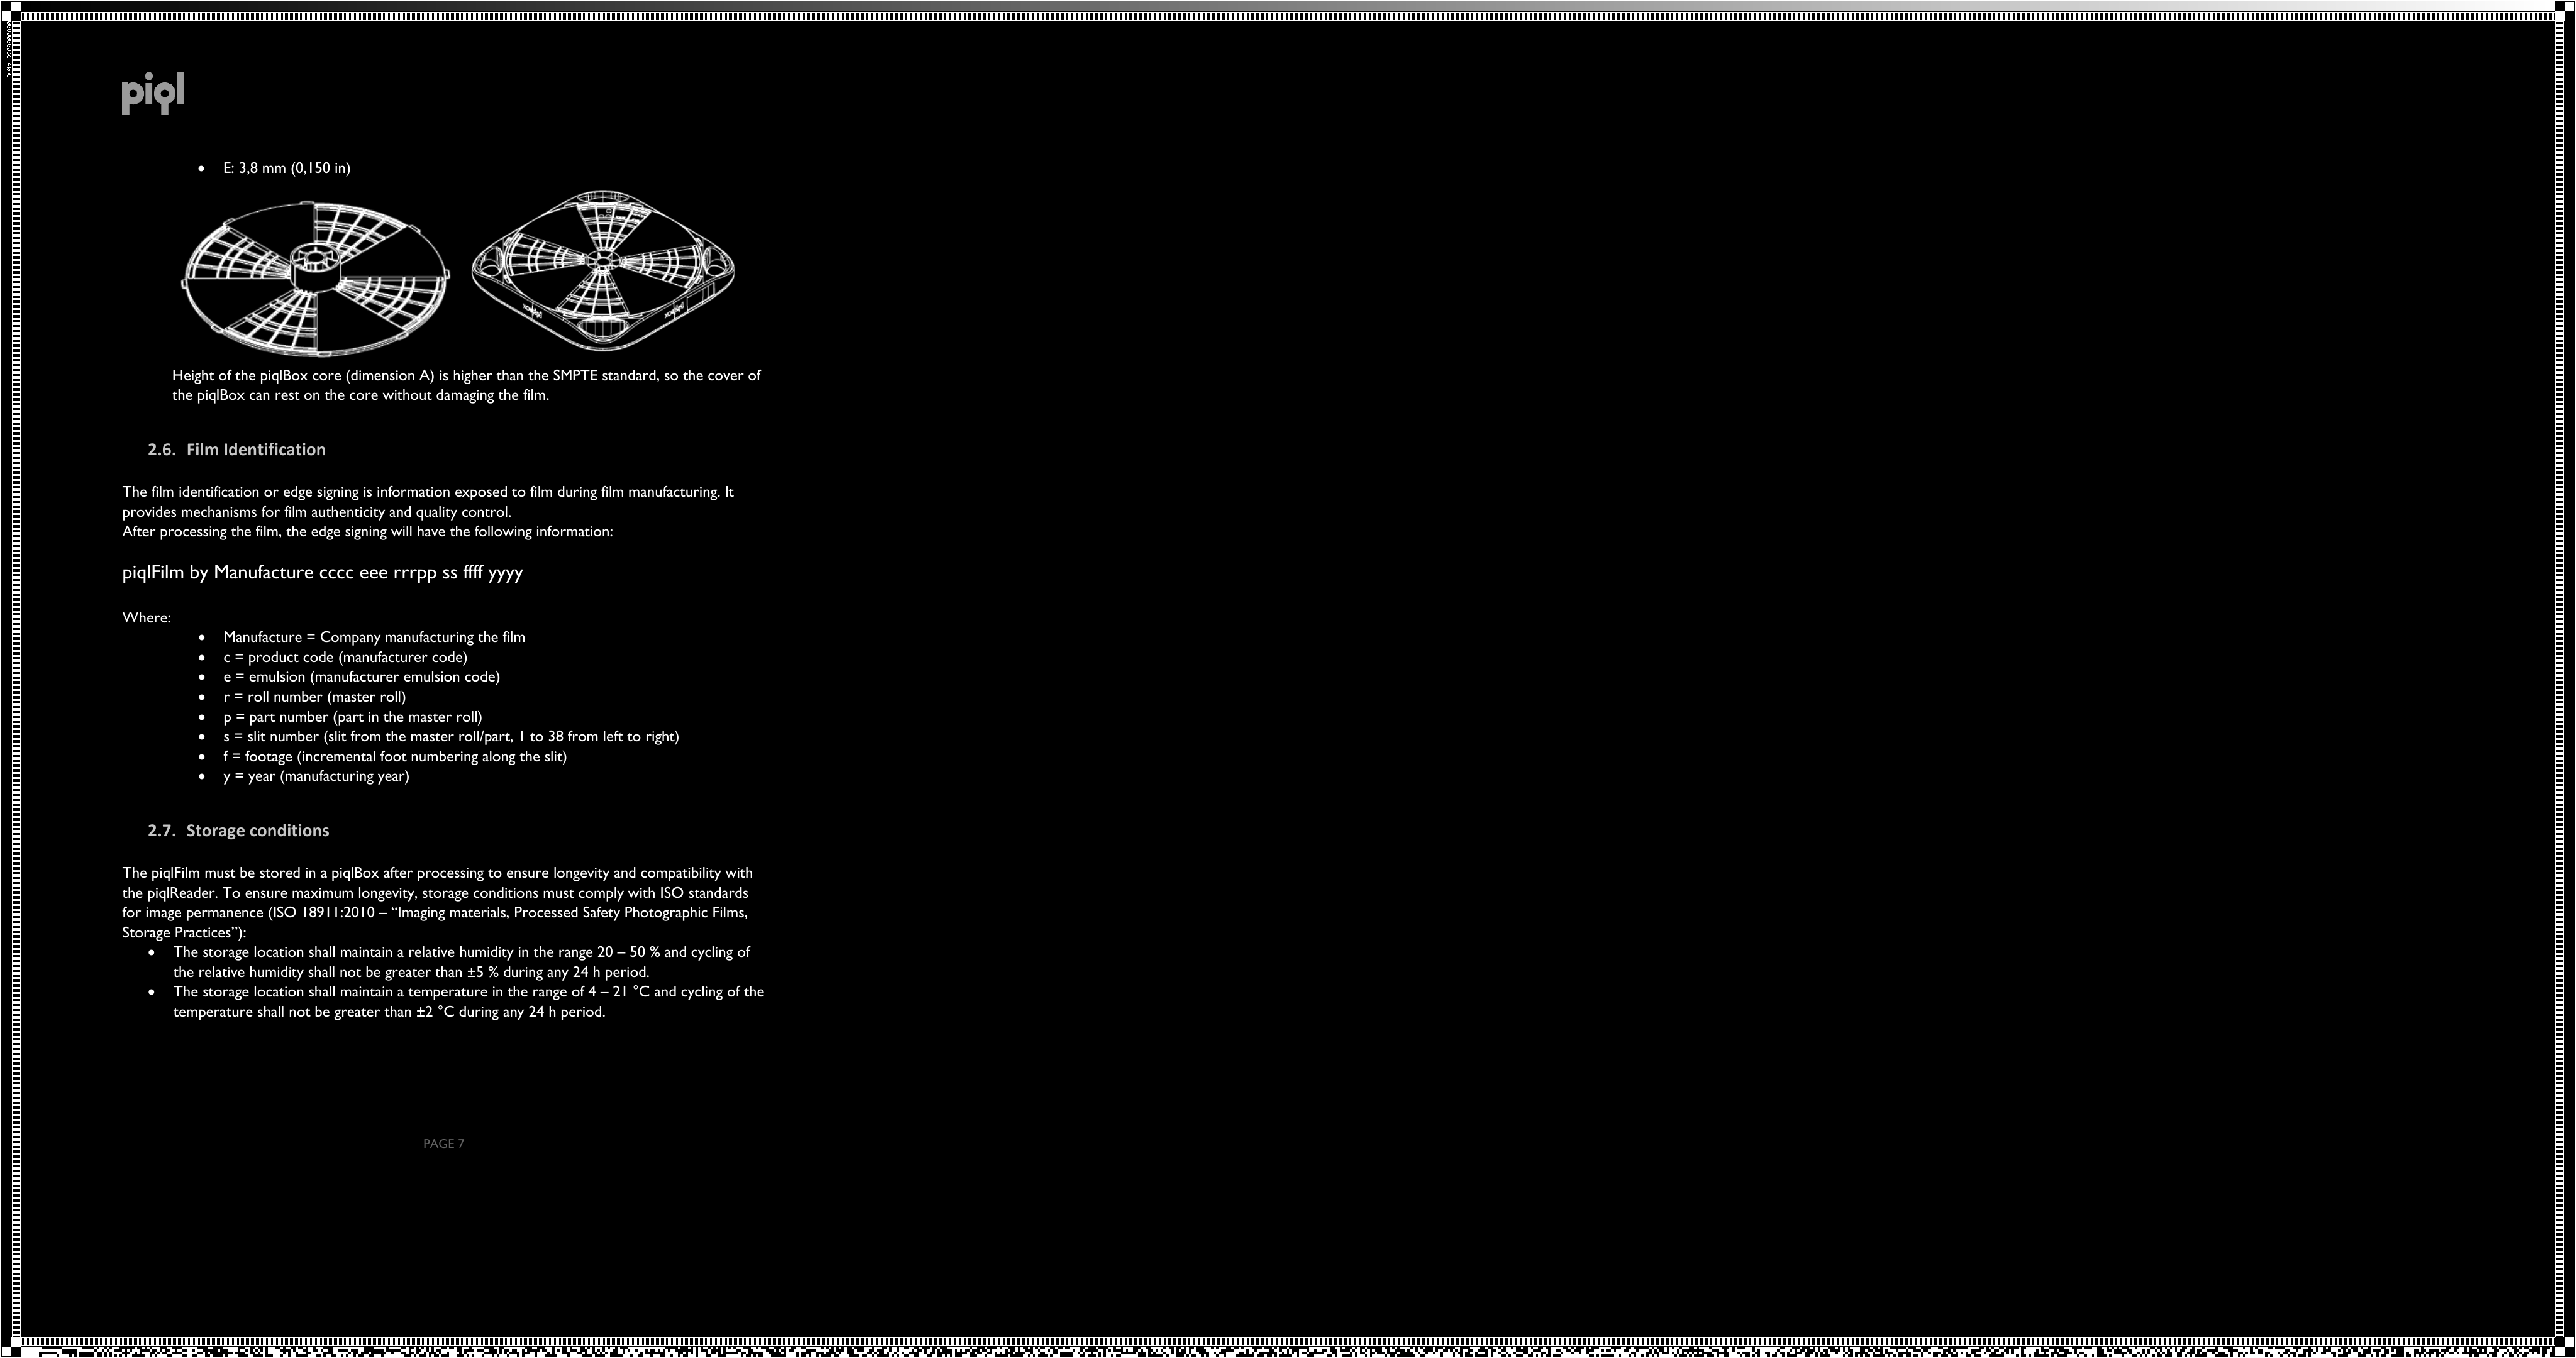 piql
• E: 3,8 mm (0,150 in)
Height of the piqlBox core (dimension A) is higher than the SMPTE standard, so the cover of
the piqlBox can rest on the core without damaging the film.
2.6. Film Identification
The film identification or edge signing is information exposed to film during film manufacturing. It
provides mechanisms for film authenticity and quality control.
After processing the film, the edge signing will have the following information:
piqlFilm by Manufacture cccc eee rrrpp ss ffff yyyy
Where:
• Manufacture = Company manufacturing the film
• c = product code (manufacturer code)
• e = emulsion (manufacturer emulsion code)
• r = roll number (master roll)
• p = part number (part in the master roll)
• s = slit number (slit from the master roll/part, 1 to 38 from left to right)
• f = footage (incremental foot numbering along the slit)
• y = year (manufacturing year)
2.7. Storage conditions
The piqlFilm must be stored in a piqlBox after processing to ensure longevity and compatibility with
the piqlReader. To ensure maximum longevity, storage conditions must comply with ISO standards
for image permanence (ISO 18911:2010 – “Imaging materials, Processed Safety Photographic Films,
Storage Practices”):
• The storage location shall maintain a relative humidity in the range 20 – 50 % and cycling of
the relative humidity shall not be greater than ±5 % during any 24 h period.
• The storage location shall maintain a temperature in the range of 4 – 21 °C and cycling of the
temperature shall not be greater than ±2 °C during any 24 h period.
PAGE 7